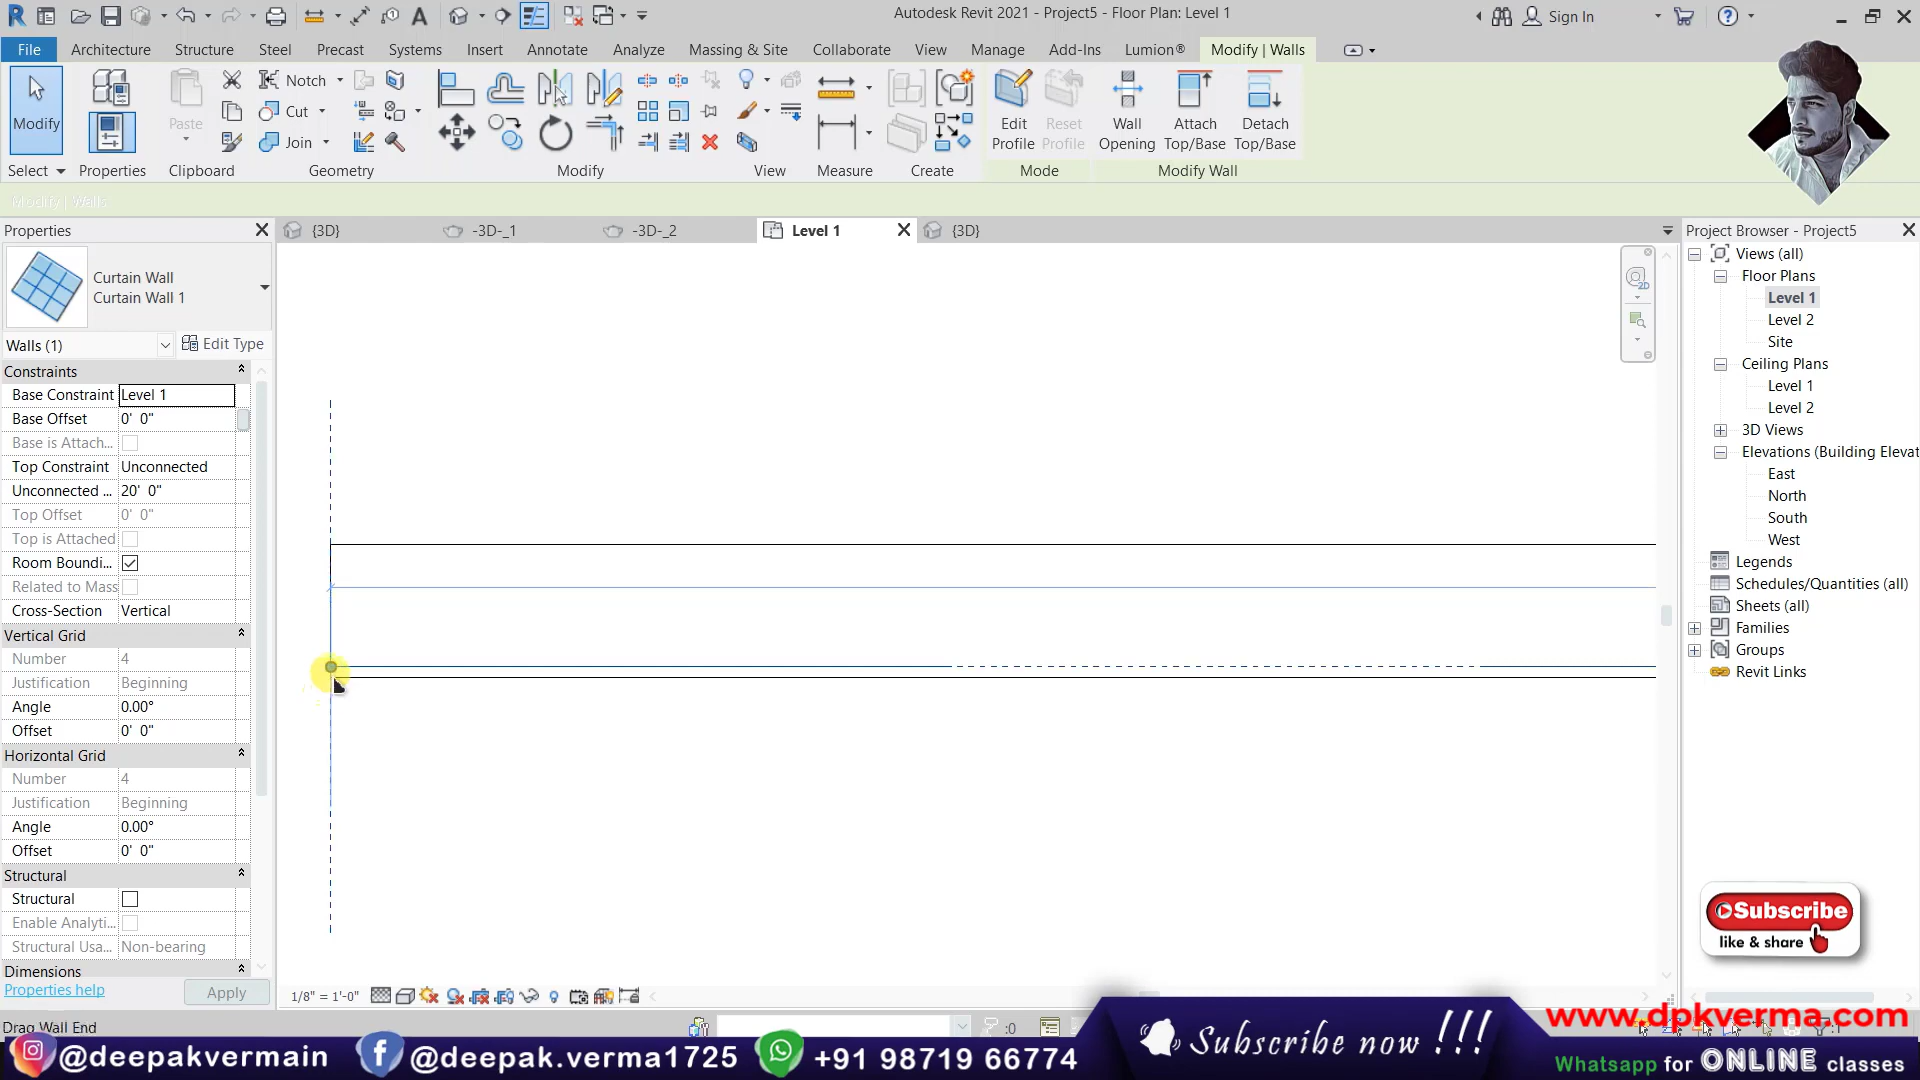 Autodesk Revit 2021 - Project5 - Floor Plan: Level 1
Sign In
File Architecture Structure Steel Precast Systems Insert Annotate Analyze Massing & Site Collaborate View Manage Add-Ins Lumion® Modify | Walls
Modify
Paste
Notch
Cut
Join
Edit Profile
Reset Profile
Wall Opening
Attach Top/Base
Detach Top/Base
Select Properties Clipboard Geometry Modify View Measure Create Mode Modify Wall
Modify | Walls
Properties
{3D} -3D-_1 -3D-_2 Level 1 {3D}
Curtain Wall
Curtain Wall 1
Walls (1) Edit Type
Constraints
Base Constraint Level 1
Base Offset 0' 0"
Base is Attach...
Top Constraint Unconnected
Unconnected ... 20' 0"
Top Offset 0' 0"
Top is Attached
Room Boundi...
Related to Mass
Cross-Section Vertical
Vertical Grid
Number 4
Justification Beginning
Angle 0.00°
Offset 0' 0"
Horizontal Grid
Number 4
Justification Beginning
Angle 0.00°
Offset 0' 0"
Structural
Structural
Enable Analyti...
Structural Usa... Non-bearing
Dimensions
Properties help Apply
Drag Wall End
1/8" = 1'-0"
:0
2D
Project Browser - Project5
Views (all)
Floor Plans
Level 1
Level 2
Site
Ceiling Plans
Level 1
Level 2
3D Views
Elevations (Building Elevat
East
North
South
West
Legends
Schedules/Quantities (all)
Sheets (all)
Families
Groups
Revit Links
Subscribe
like & share
@deepakvermain @deepak.verma1725 +91 98719 66774
Subscribe now !!!
www.dpkverma.com
Whatsapp for ONLINE classes